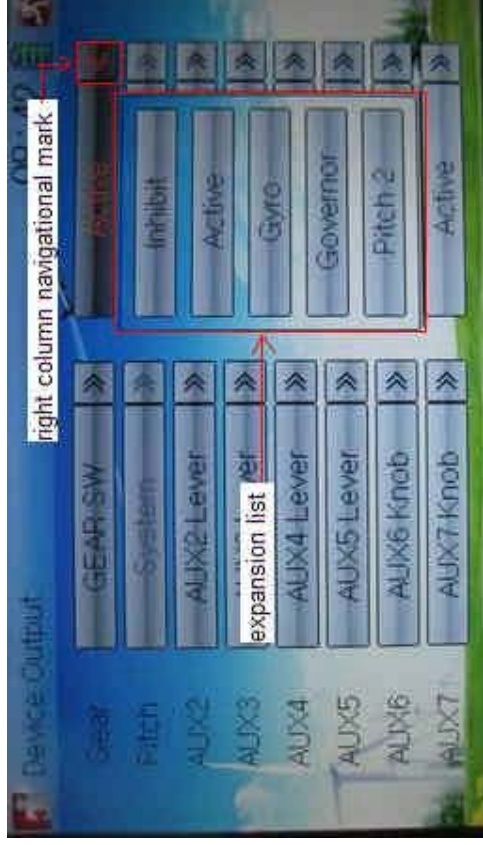 right column navigational mark
Device Output
Gear GEAR SW Active
Pitch System Inhibit
AUX2 AUX2 Lever Active
AUX3 Gyro
expansion list
AUX4 AUX4 Lever Governor
AUX5 AUX5 Lever Pitch 2
AUX6 AUX6 Knob
AUX7 AUX7 Knob Active